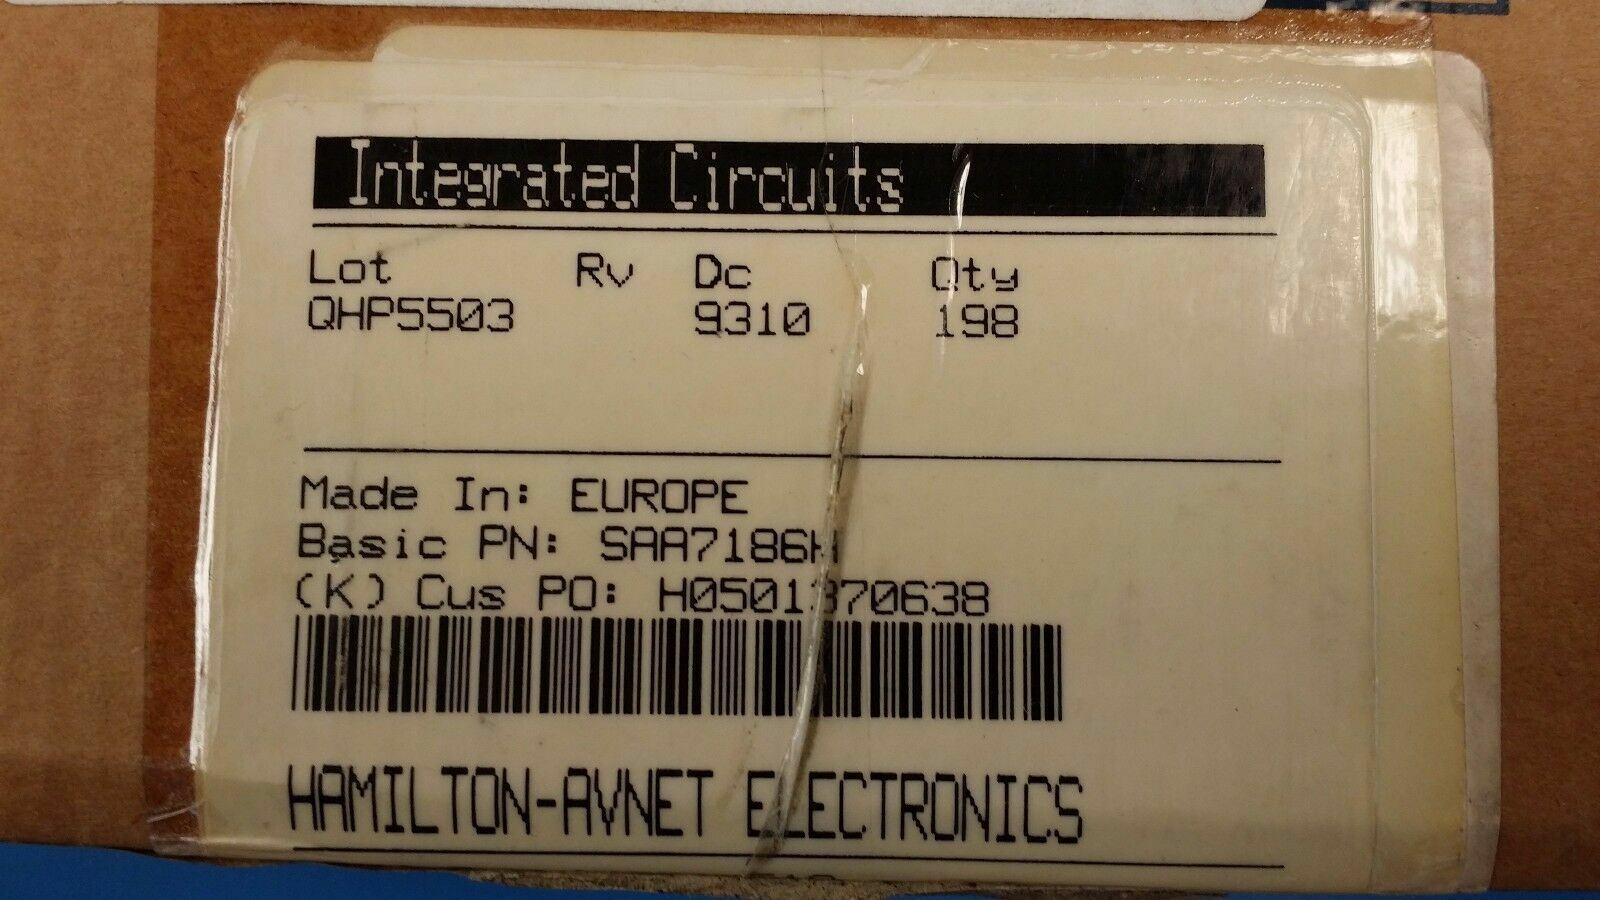 Integrated Circuits
Lot Rv Dc Qty
QHP5503 9310 198
Made In: EUROPE
Basic PN: SAA7186H
(K) Cus PO: H0501370638
HAMILTON-AVNET ELECTRONICS